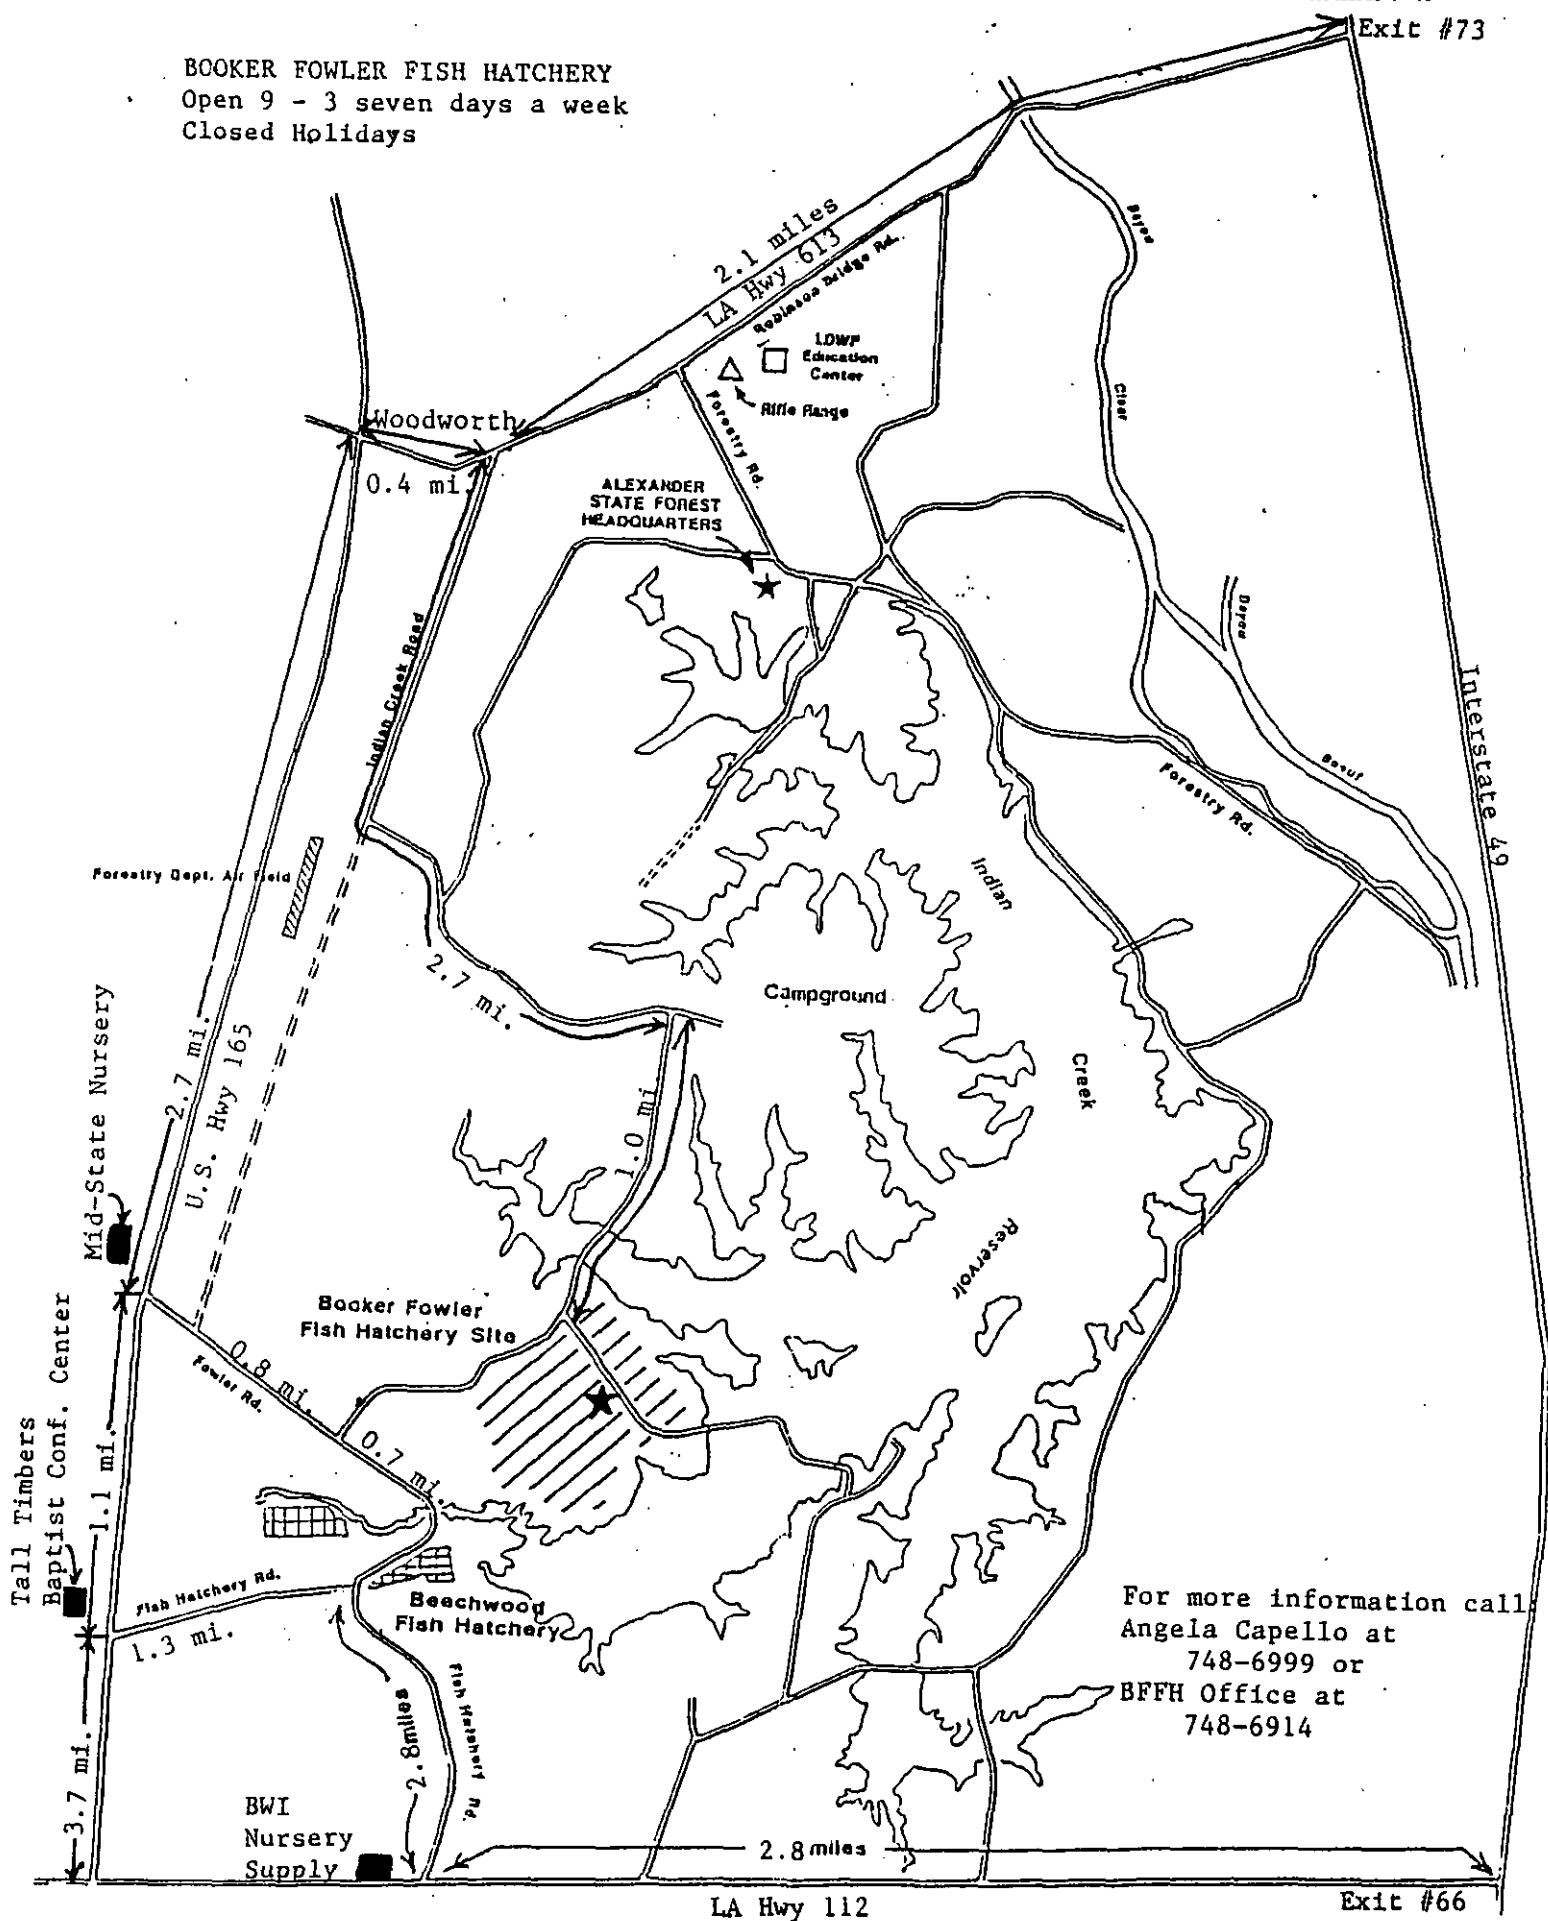 Exit #73
BOOKER FOWLER FISH HATCHERY
Open 9 - 3 seven days a week
Closed Holidays
2.1 miles
LA Hwy 613
Robinson Bridge Rd.
Bayou
LDWF
Education
Center
Rifle Range
Forestry Rd.
Clear
Woodworth
0.4 mi.
ALEXANDER
STATE FOREST
HEADQUARTERS
Indian Creek Road
Boeuf
Interstate 49
Forestry Rd.
Forestry Dept. Air Field
Indian
2.7 mi.
Campground
2.7 mi.
U.S. Hwy 165
Mid-State Nursery
Creek
1.0 mi
Reservoir
Booker Fowler
Fish Hatchery Site
0.8 mi.
Fowler Rd.
0.7 mi.
Tall Timbers
Baptist Conf. Center
1.1 mi.
Fish Hatchery Rd.
1.3 mi.
Beechwood
Fish Hatchery
For more information call:
Angela Capello at
748-6999 or
BFFH Office at
748-6914
3.7 mi.
2.8miles
Fish Hatchery Rd.
BWI
Nursery
Supply
2.8 miles
LA Hwy 112
Exit #66